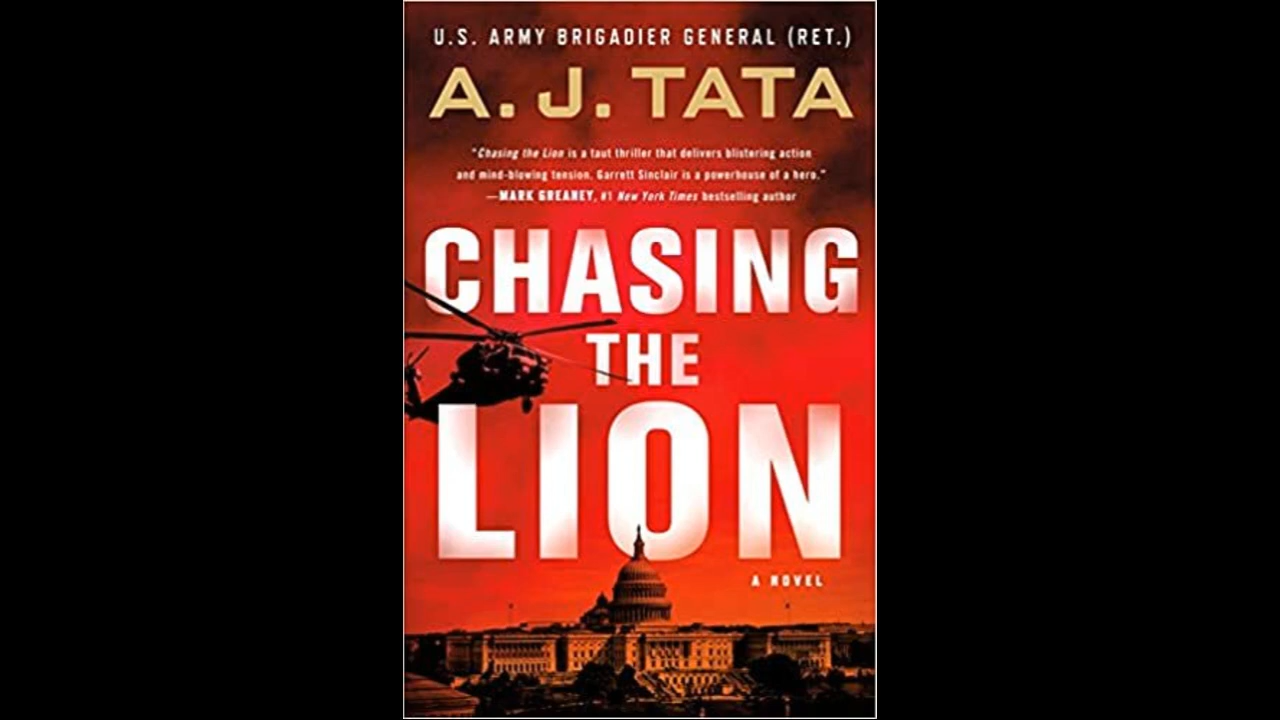 U.S. ARMY BRIGADIER GENERAL (RET.)
A. J. TATA
"Chasing the Lion is a taut thriller that delivers blistering action
and mind-blowing tension. Garrett Sinclair is a powerhouse of a hero."
—MARK GREANEY, #1 New York Times bestselling author
CHASING
THE
LION
A NOVEL